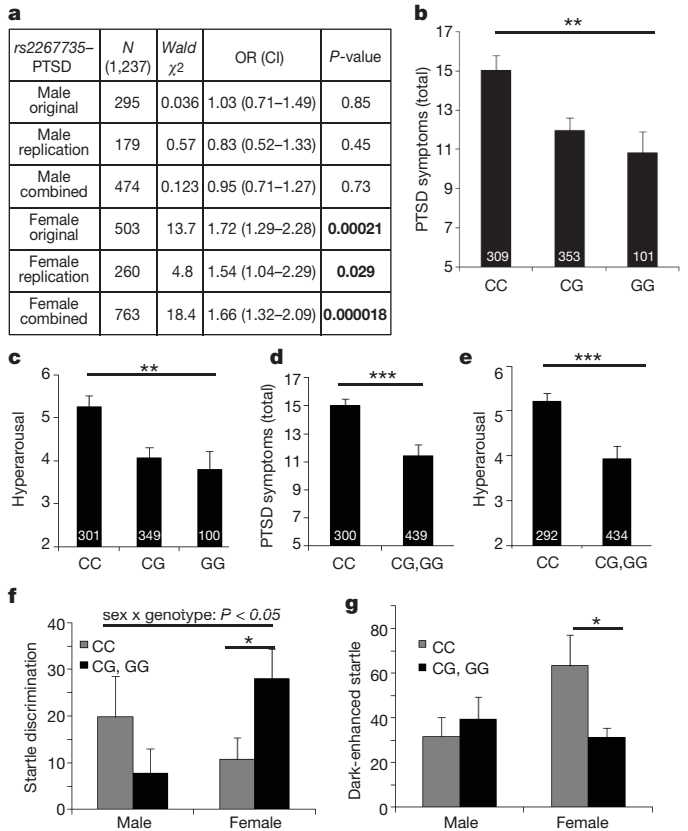 a
rs2267735–PTSD N (1,237) Wald χ2 OR (CI) P-value
Male original 295 0.036 1.03 (0.71–1.49) 0.85
Male replication 179 0.57 0.83 (0.52–1.33) 0.45
Male combined 474 0.123 0.95 (0.71–1.27) 0.73
Female original 503 13.7 1.72 (1.29–2.28) 0.00021
Female replication 260 4.8 1.54 (1.04–2.29) 0.029
Female combined 763 18.4 1.66 (1.32–2.09) 0.000018
b
PTSD symptoms (total)
17
15
13
11
9
7
5
**
309 353 101
CC CG GG
c
Hyperarousal
6
5
4
3
2
**
301 349 100
CC CG GG
d
PTSD symptoms (total)
17
15
13
11
9
7
5
***
300 439
CC CG,GG
e
Hyperarousal
6
5
4
3
2
***
292 434
CC CG,GG
f
sex x genotype: P < 0.05
Startle discrimination
40
30
20
10
0
CC
CG, GG
*
Male Female
g
Dark-enhanced startle
80
60
40
20
0
CC
CG, GG
*
Male Female